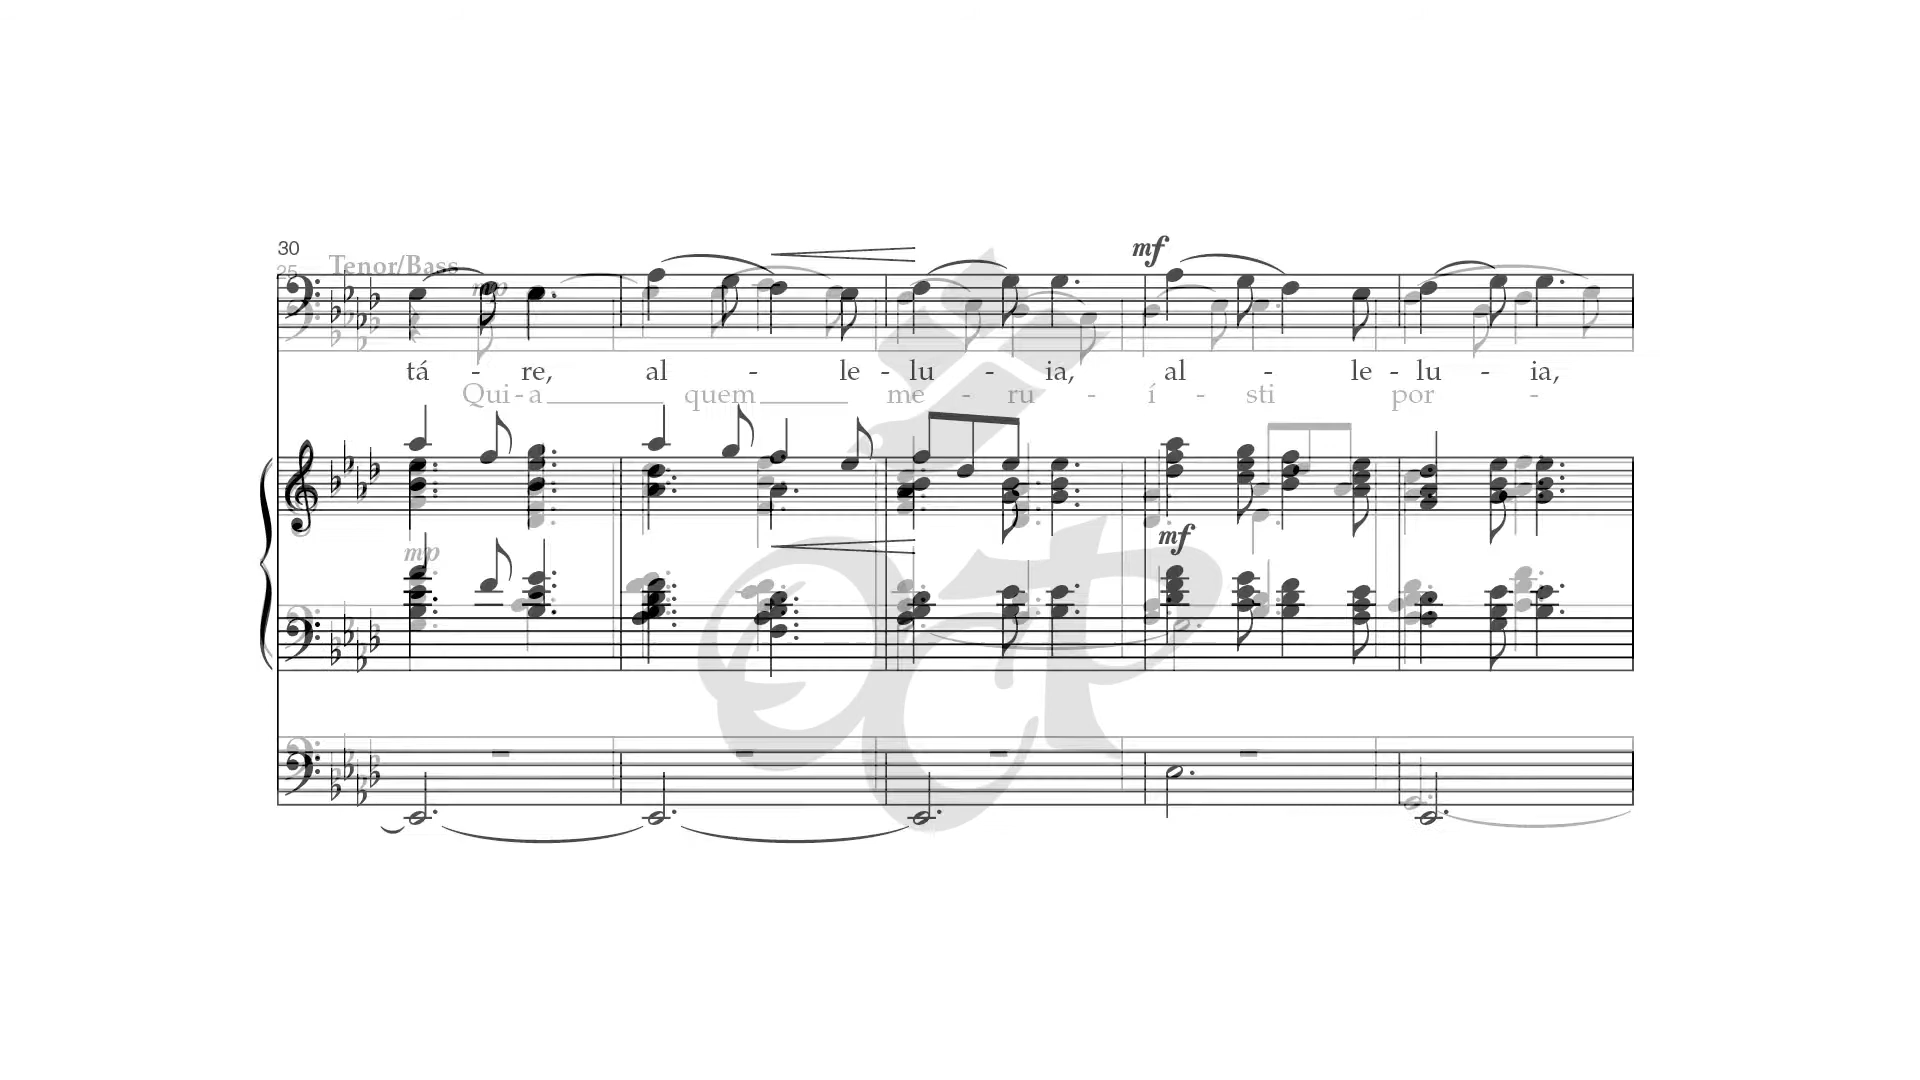 30
25
Tenor/Bass
mf
mp
tá - re, al - le - lu - ia, al - le - lu - ia,
Qui - a quem me - ru - í - sti por -
mf
mp
OCP